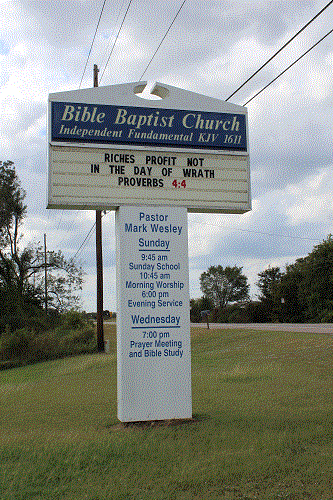 Bible Baptist Church
Independent Fundamental KJV 1611
RICHES PROFIT NOT
IN THE DAY OF WRATH
PROVERBS 4:4
Pastor
Mark Wesley
Sunday
9:45 am
Sunday School
10:45 am
Morning Worship
6:00 pm
Evening Service
Wednesday
7:00 pm
Prayer Meeting
and Bible Study